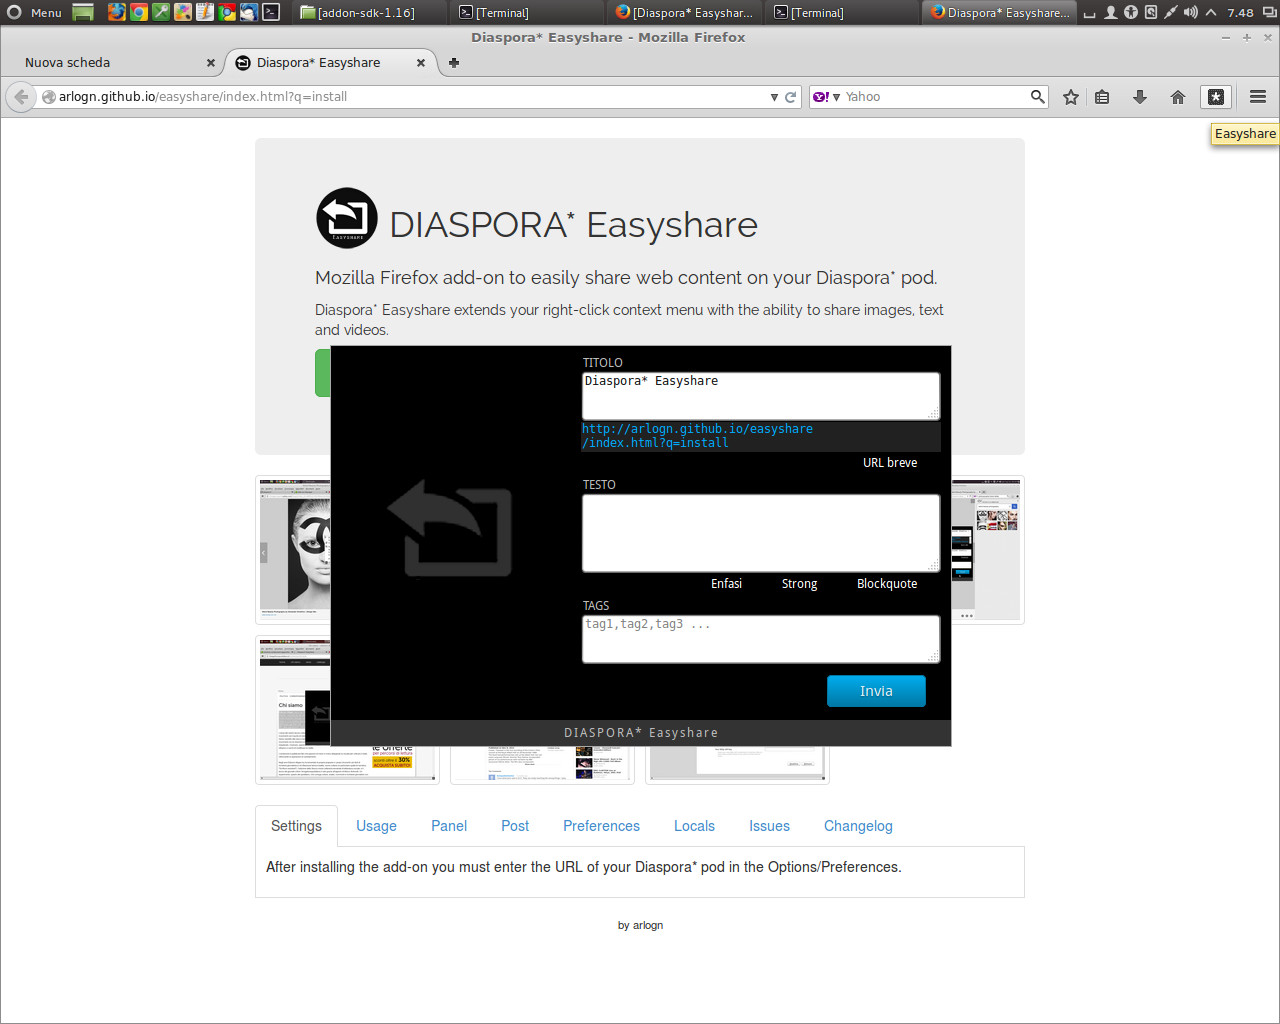 Menu
[addon-sdk-1.16]
[Terminal]
[Diaspora* Easyshar...
[Terminal]
Diaspora* Easyshare...
7.48
Diaspora* Easyshare - Mozilla Firefox
Nuova scheda
Diaspora* Easyshare
arlogn.github.io/easyshare/index.html?q=install
Yahoo
Easyshare
EASYSHARE
DIASPORA* Easyshare
Mozilla Firefox add-on to easily share web content on your Diaspora* pod.
Diaspora* Easyshare extends your right-click context menu with the ability to share images, text
and videos.
TITOLO
Diaspora* Easyshare
http://arlogn.github.io/easyshare
/index.html?q=install
URL breve
TESTO
Enfasi Strong Blockquote
TAGS
tag1,tag2,tag3 ...
Invia
DIASPORA* Easyshare
Chi siamo
30%
ACQUISTA SUBITO!
Settings Usage Panel Post Preferences Locals Issues Changelog
After installing the add-on you must enter the URL of your Diaspora* pod in the Options/Preferences.
by arlogn